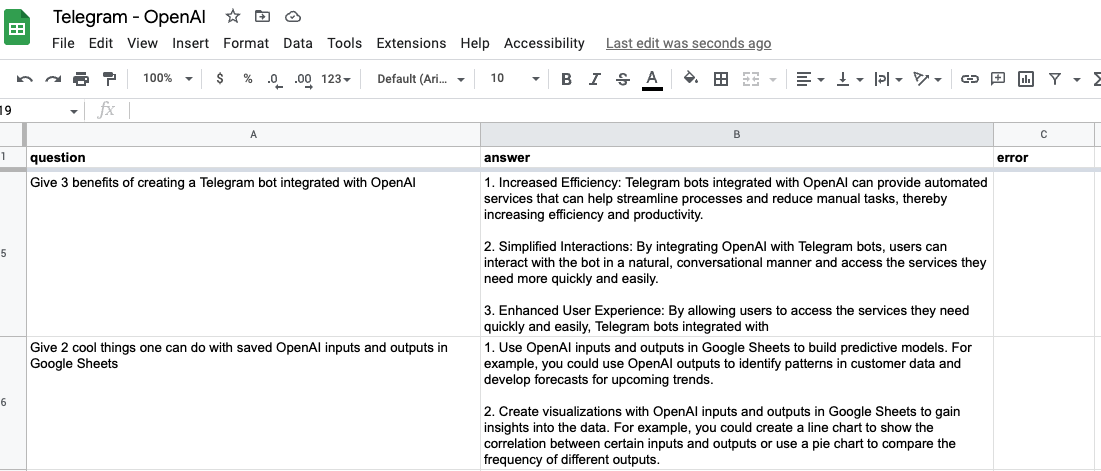 Telegram - OpenAI
File Edit View Insert Format Data Tools Extensions Help Accessibility Last edit was seconds ago
100% $ % .0 .00 123 Default (Ari... 10 B I S A
19 fx
A B C
1 question answer error
5 Give 3 benefits of creating a Telegram bot integrated with OpenAI
1. Increased Efficiency: Telegram bots integrated with OpenAI can provide automated
services that can help streamline processes and reduce manual tasks, thereby
increasing efficiency and productivity.
2. Simplified Interactions: By integrating OpenAI with Telegram bots, users can
interact with the bot in a natural, conversational manner and access the services they
need more quickly and easily.
3. Enhanced User Experience: By allowing users to access the services they need
quickly and easily, Telegram bots integrated with
6 Give 2 cool things one can do with saved OpenAI inputs and outputs in
Google Sheets
1. Use OpenAI inputs and outputs in Google Sheets to build predictive models. For
example, you could use OpenAI outputs to identify patterns in customer data and
develop forecasts for upcoming trends.
2. Create visualizations with OpenAI inputs and outputs in Google Sheets to gain
insights into the data. For example, you could create a line chart to show the
correlation between certain inputs and outputs or use a pie chart to compare the
frequency of different outputs.